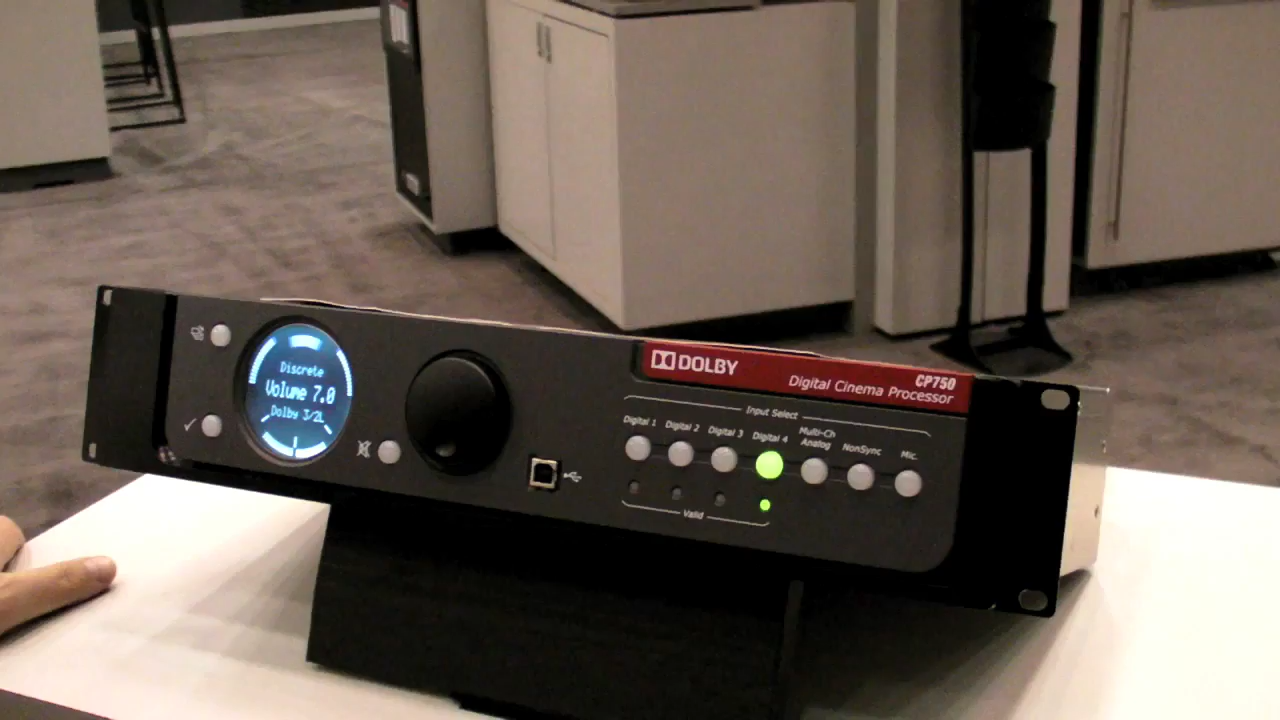 Discrete
Volume 7.0
Dolby 3/2L
DOLBY
CP750
Digital Cinema Processor
Input Select
Digital 1
Digital 2
Digital 3
Digital 4
Multi-Ch
Analog
NonSync
Mic.
Valid